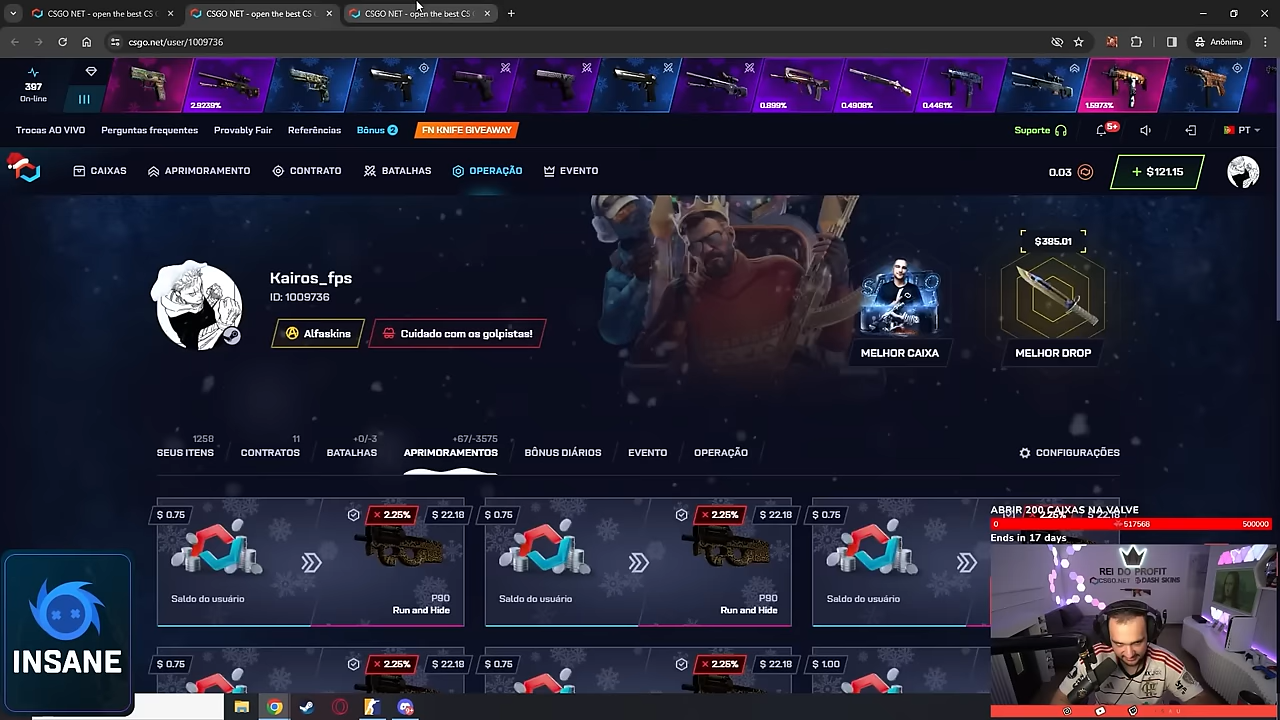 CSGO NET - open the best CS
CSGO NET - open the best CS
CSGO NET - open the best CS
csgo.net/user/1009736
Anônima
397
On-line
2.9239%
0.899%
0.4908%
0.4461%
1.5973%
Trocas AO VIVO
Perguntas frequentes
Provably Fair
Referências
Bônus 2
FN KNIFE GIVEAWAY
Suporte
5+
PT
CAIXAS
APRIMORAMENTO
CONTRATO
BATALHAS
OPERAÇÃO
EVENTO
0.03
+ $121.15
Kairos_fps
ID: 1009736
Alfaskins
Cuidado com os golpistas!
MELHOR CAIXA
$385.01
MELHOR DROP
1258
SEUS ITENS
11
CONTRATOS
+0/-3
BATALHAS
+67/-3575
APRIMORAMENTOS
BÔNUS DIÁRIOS
EVENTO
OPERAÇÃO
CONFIGURAÇÕES
$ 0.75
× 2.25%
$ 22.18
Saldo do usuário
P90
Run and Hide
$ 0.75
× 2.25%
$ 22.18
Saldo do usuário
P90
Run and Hide
$ 0.75
Saldo do usuário
$ 0.75
× 2.25%
$ 22.18
$ 0.75
× 2.25%
$ 22.18
$ 1.00
ABRIR 200 CAIXAS NA VALVE
0
517568
500000
Ends in 17 days
REI DO PROFIT
CSGO.NET
DASH SKINS
INSANE